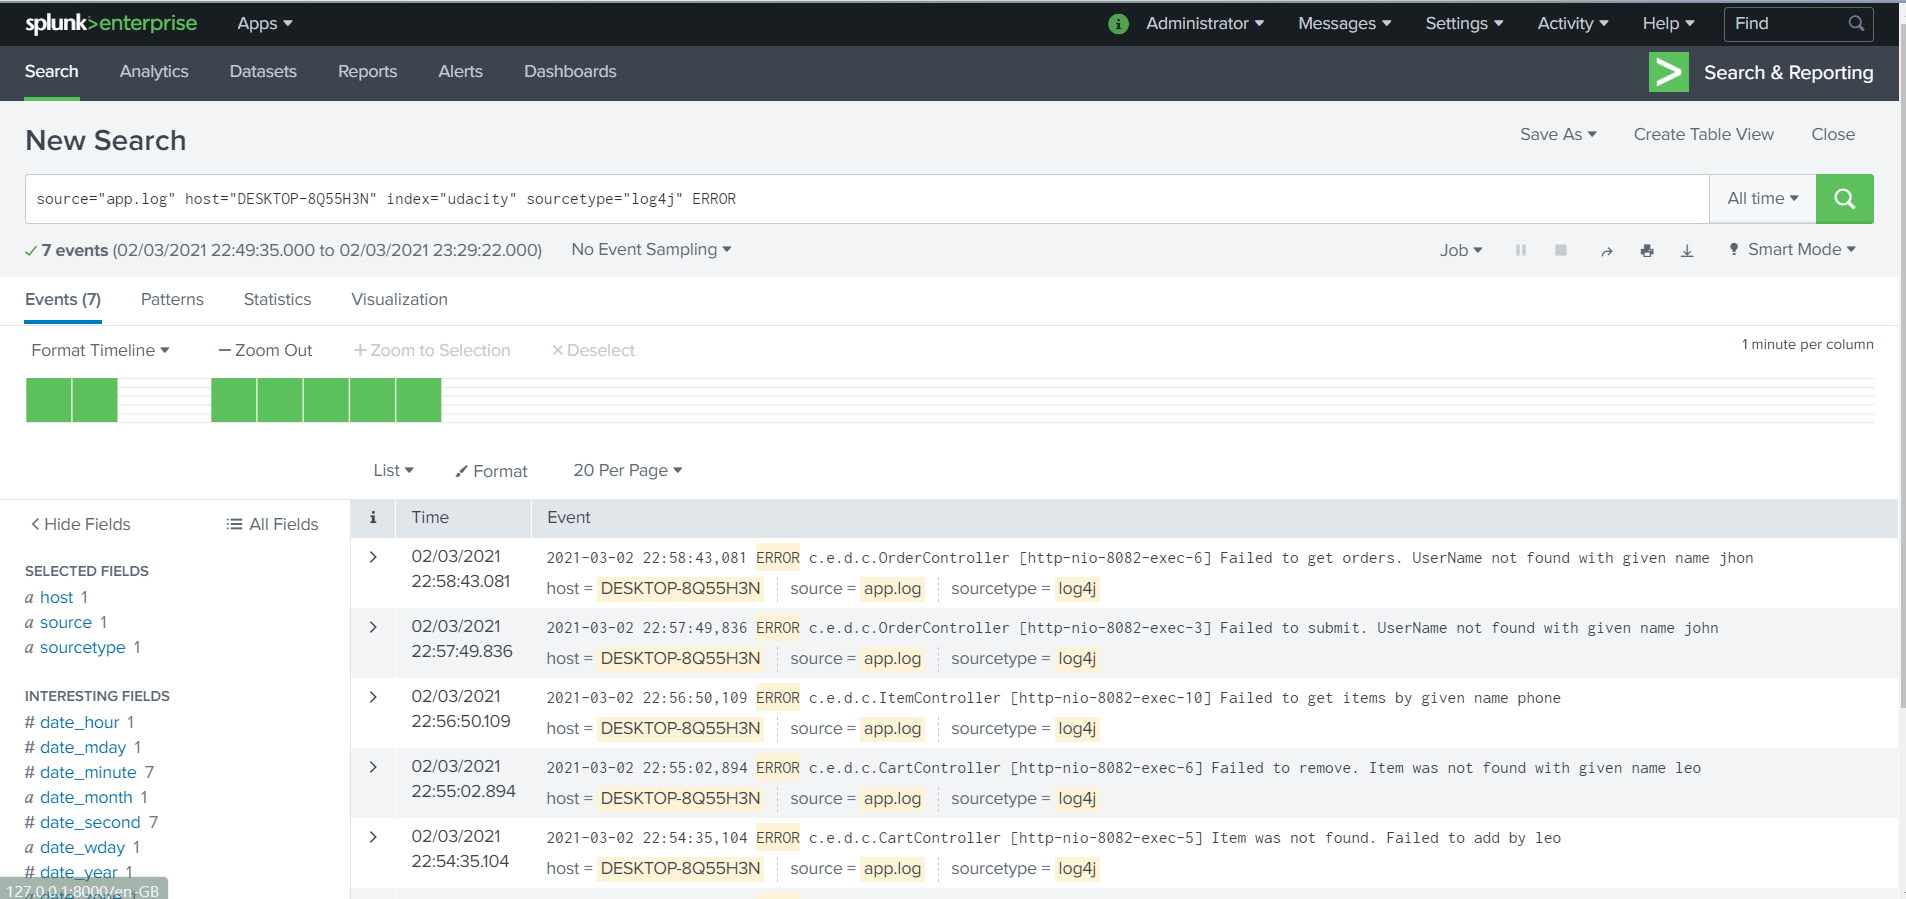 splunk>enterprise Apps i Administrator Messages Settings Activity Help Find
Search Analytics Datasets Reports Alerts Dashboards > Search & Reporting
New Search Save As Create Table View Close
source="app.log" host="DESKTOP-8Q55H3N" index="udacity" sourcetype="log4j" ERROR All time
7 events (02/03/2021 22:49:35.000 to 02/03/2021 23:29:22.000) No Event Sampling Job Smart Mode
Events (7) Patterns Statistics Visualization
Format Timeline — Zoom Out + Zoom to Selection × Deselect 1 minute per column
List Format 20 Per Page
< Hide Fields All Fields
SELECTED FIELDS
a host 1
a source 1
a sourcetype 1
INTERESTING FIELDS
# date_hour 1
# date_mday 1
# date_minute 7
a date_month 1
# date_second 7
a date_wday 1
# date_year 1
127.0.0.1:8000/en-GB
i Time Event
02/03/2021
22:58:43.081
2021-03-02 22:58:43,081 ERROR c.e.d.c.OrderController [http-nio-8082-exec-6] Failed to get orders. UserName not found with given name jhon
host = DESKTOP-8Q55H3N source = app.log sourcetype = log4j
02/03/2021
22:57:49.836
2021-03-02 22:57:49,836 ERROR c.e.d.c.OrderController [http-nio-8082-exec-3] Failed to submit. UserName not found with given name john
host = DESKTOP-8Q55H3N source = app.log sourcetype = log4j
02/03/2021
22:56:50.109
2021-03-02 22:56:50,109 ERROR c.e.d.c.ItemController [http-nio-8082-exec-10] Failed to get items by given name phone
host = DESKTOP-8Q55H3N source = app.log sourcetype = log4j
02/03/2021
22:55:02.894
2021-03-02 22:55:02,894 ERROR c.e.d.c.CartController [http-nio-8082-exec-6] Failed to remove. Item was not found with given name leo
host = DESKTOP-8Q55H3N source = app.log sourcetype = log4j
02/03/2021
22:54:35.104
2021-03-02 22:54:35,104 ERROR c.e.d.c.CartController [http-nio-8082-exec-5] Item was not found. Failed to add by leo
host = DESKTOP-8Q55H3N source = app.log sourcetype = log4j